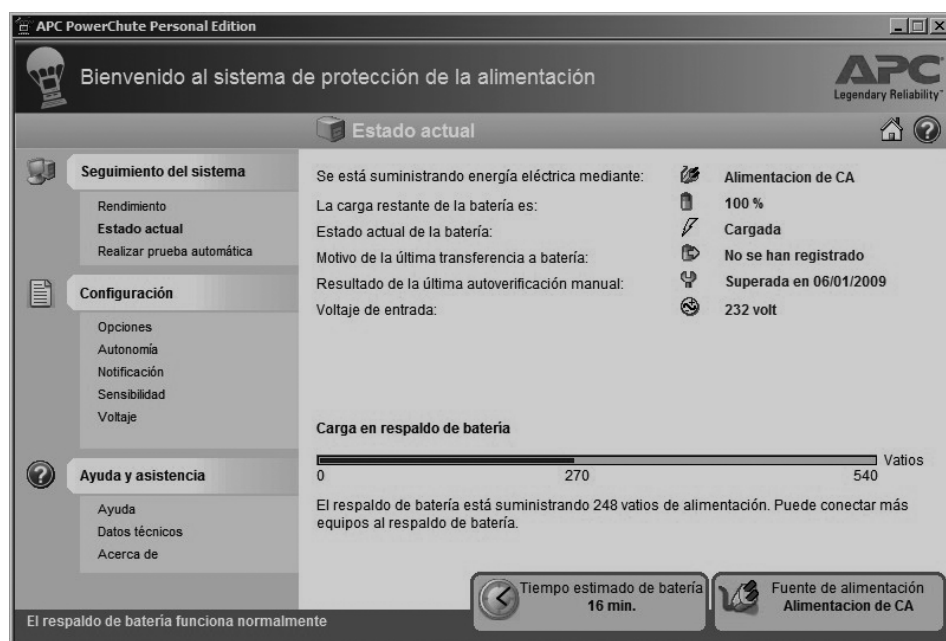 APC PowerChute Personal Edition
Bienvenido al sistema de protección de la alimentación
APC
Legendary Reliability™
Estado actual
Seguimiento del sistema
Rendimiento
Estado actual
Realizar prueba automática
Configuración
Opciones
Autonomía
Notificación
Sensibilidad
Voltaje
Ayuda y asistencia
Ayuda
Datos técnicos
Acerca de
Se está suministrando energía eléctrica mediante: Alimentacion de CA
La carga restante de la batería es: 100 %
Estado actual de la batería: Cargada
Motivo de la última transferencia a batería: No se han registrado
Resultado de la última autoverificación manual: Superada en 06/01/2009
Voltaje de entrada: 232 volt
Carga en respaldo de batería
Vatios
0 270 540
El respaldo de batería está suministrando 248 vatios de alimentación. Puede conectar más
equipos al respaldo de batería.
Tiempo estimado de batería
16 min.
Fuente de alimentación
Alimentacion de CA
El respaldo de batería funciona normalmente